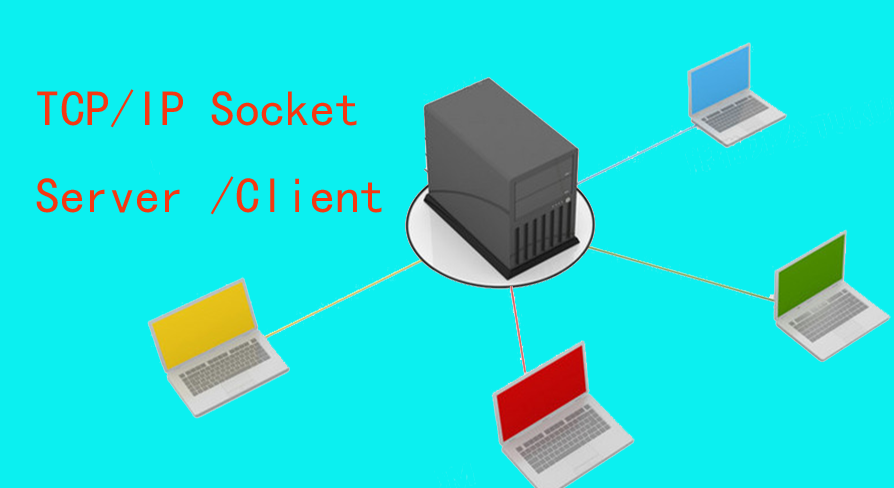 TCP/IP Socket
Server /Client